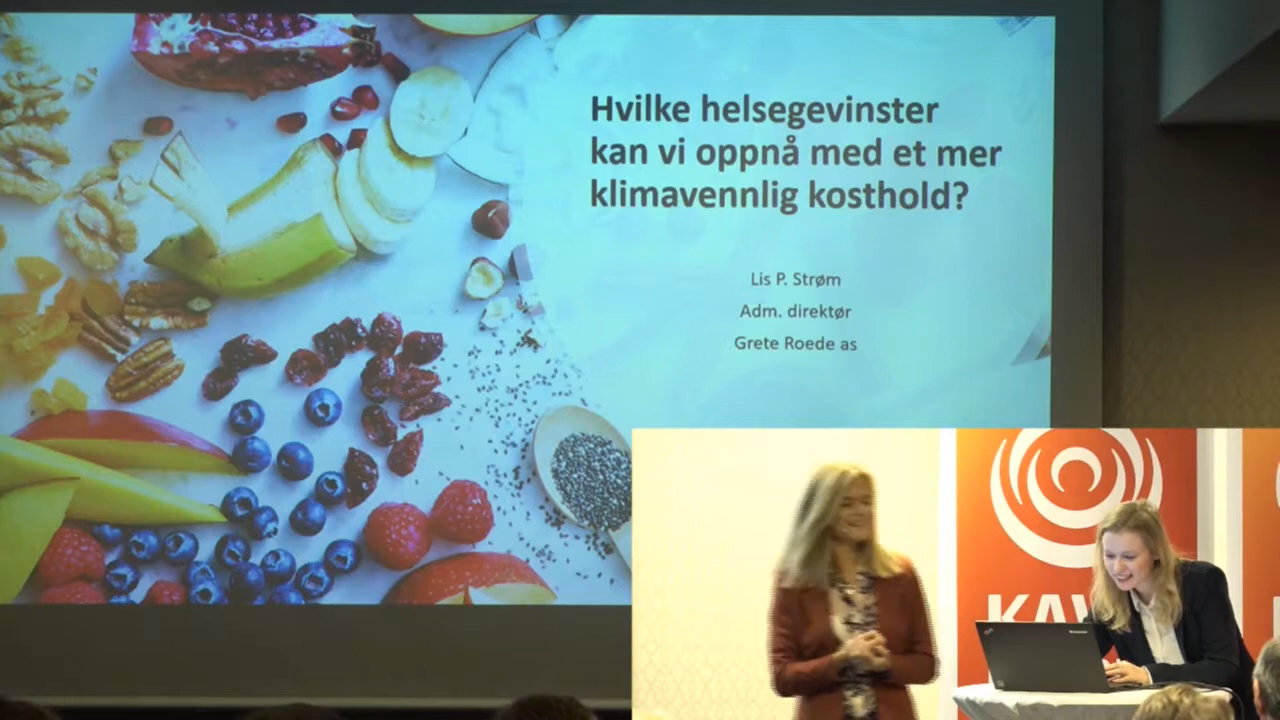 Hvilke helsegevinster
kan vi oppnå med et mer
klimavennlig kosthold?
Lis P. Strøm
Adm. direktør
Grete Roede as